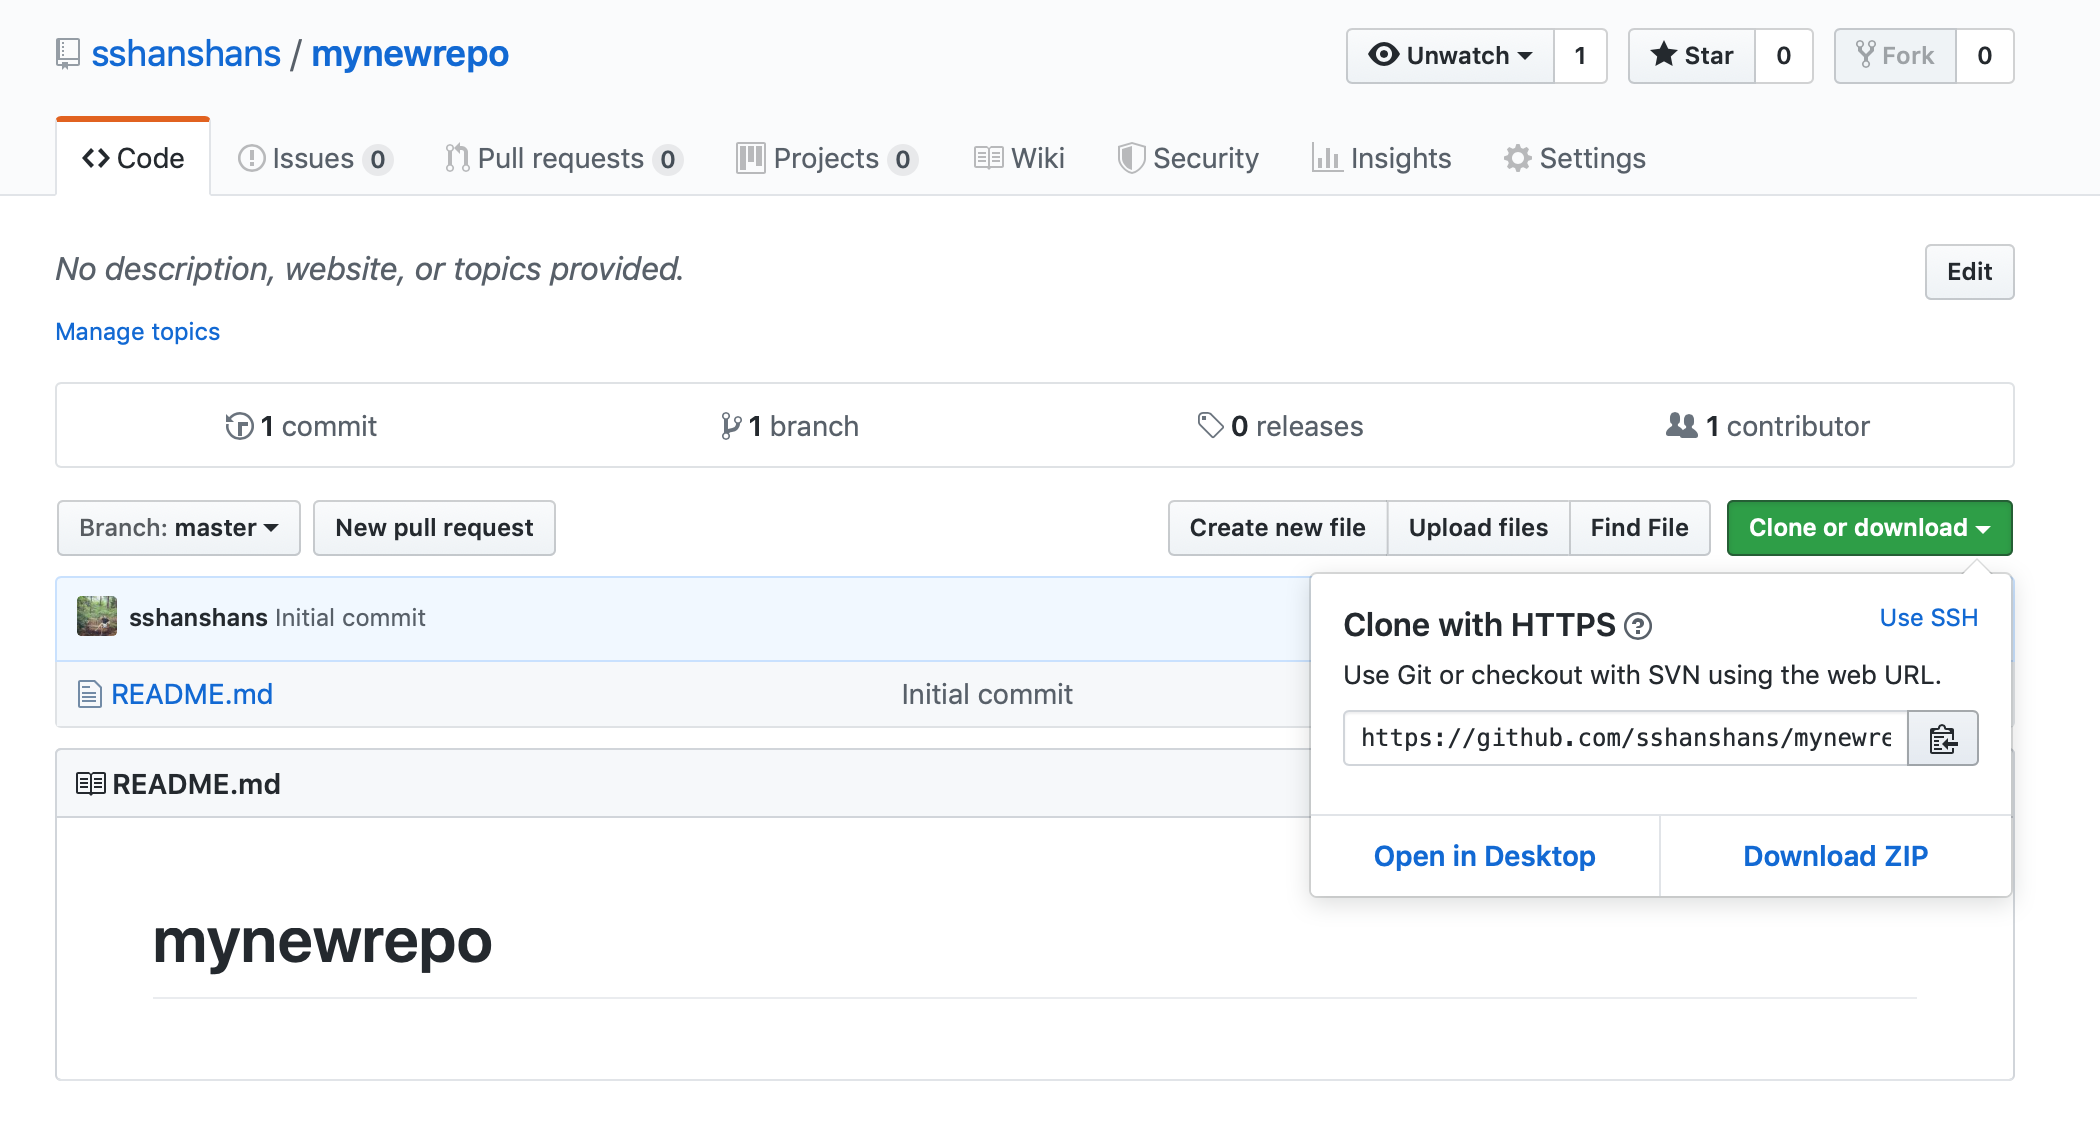 sshanshans / mynewrepo
Unwatch 1 Star 0 Fork 0
Code Issues 0 Pull requests 0 Projects 0 Wiki Security Insights Settings
No description, website, or topics provided.
Edit
Manage topics
1 commit 1 branch 0 releases 1 contributor
Branch: master New pull request Create new file Upload files Find File Clone or download
sshanshans Initial commit
README.md Initial commit
Clone with HTTPS ? Use SSH
Use Git or checkout with SVN using the web URL.
https://github.com/sshanshans/mynewre
Open in Desktop Download ZIP
README.md
mynewrepo